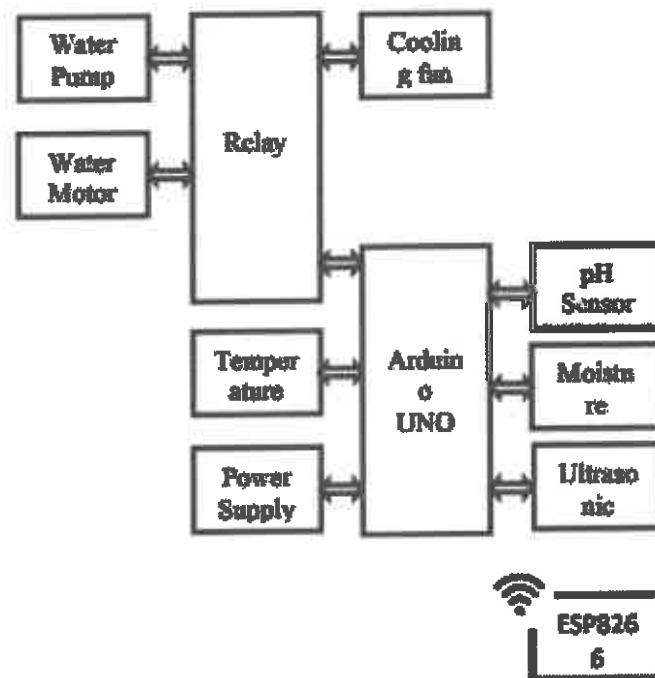 Water
Pump
Coolin
g fan
Relay
Water
Motor
pH
Sensor
Temper
ature
Arduin
o
UNO
Moistu
re
Power
Supply
Ultraso
nic
ESP826
6